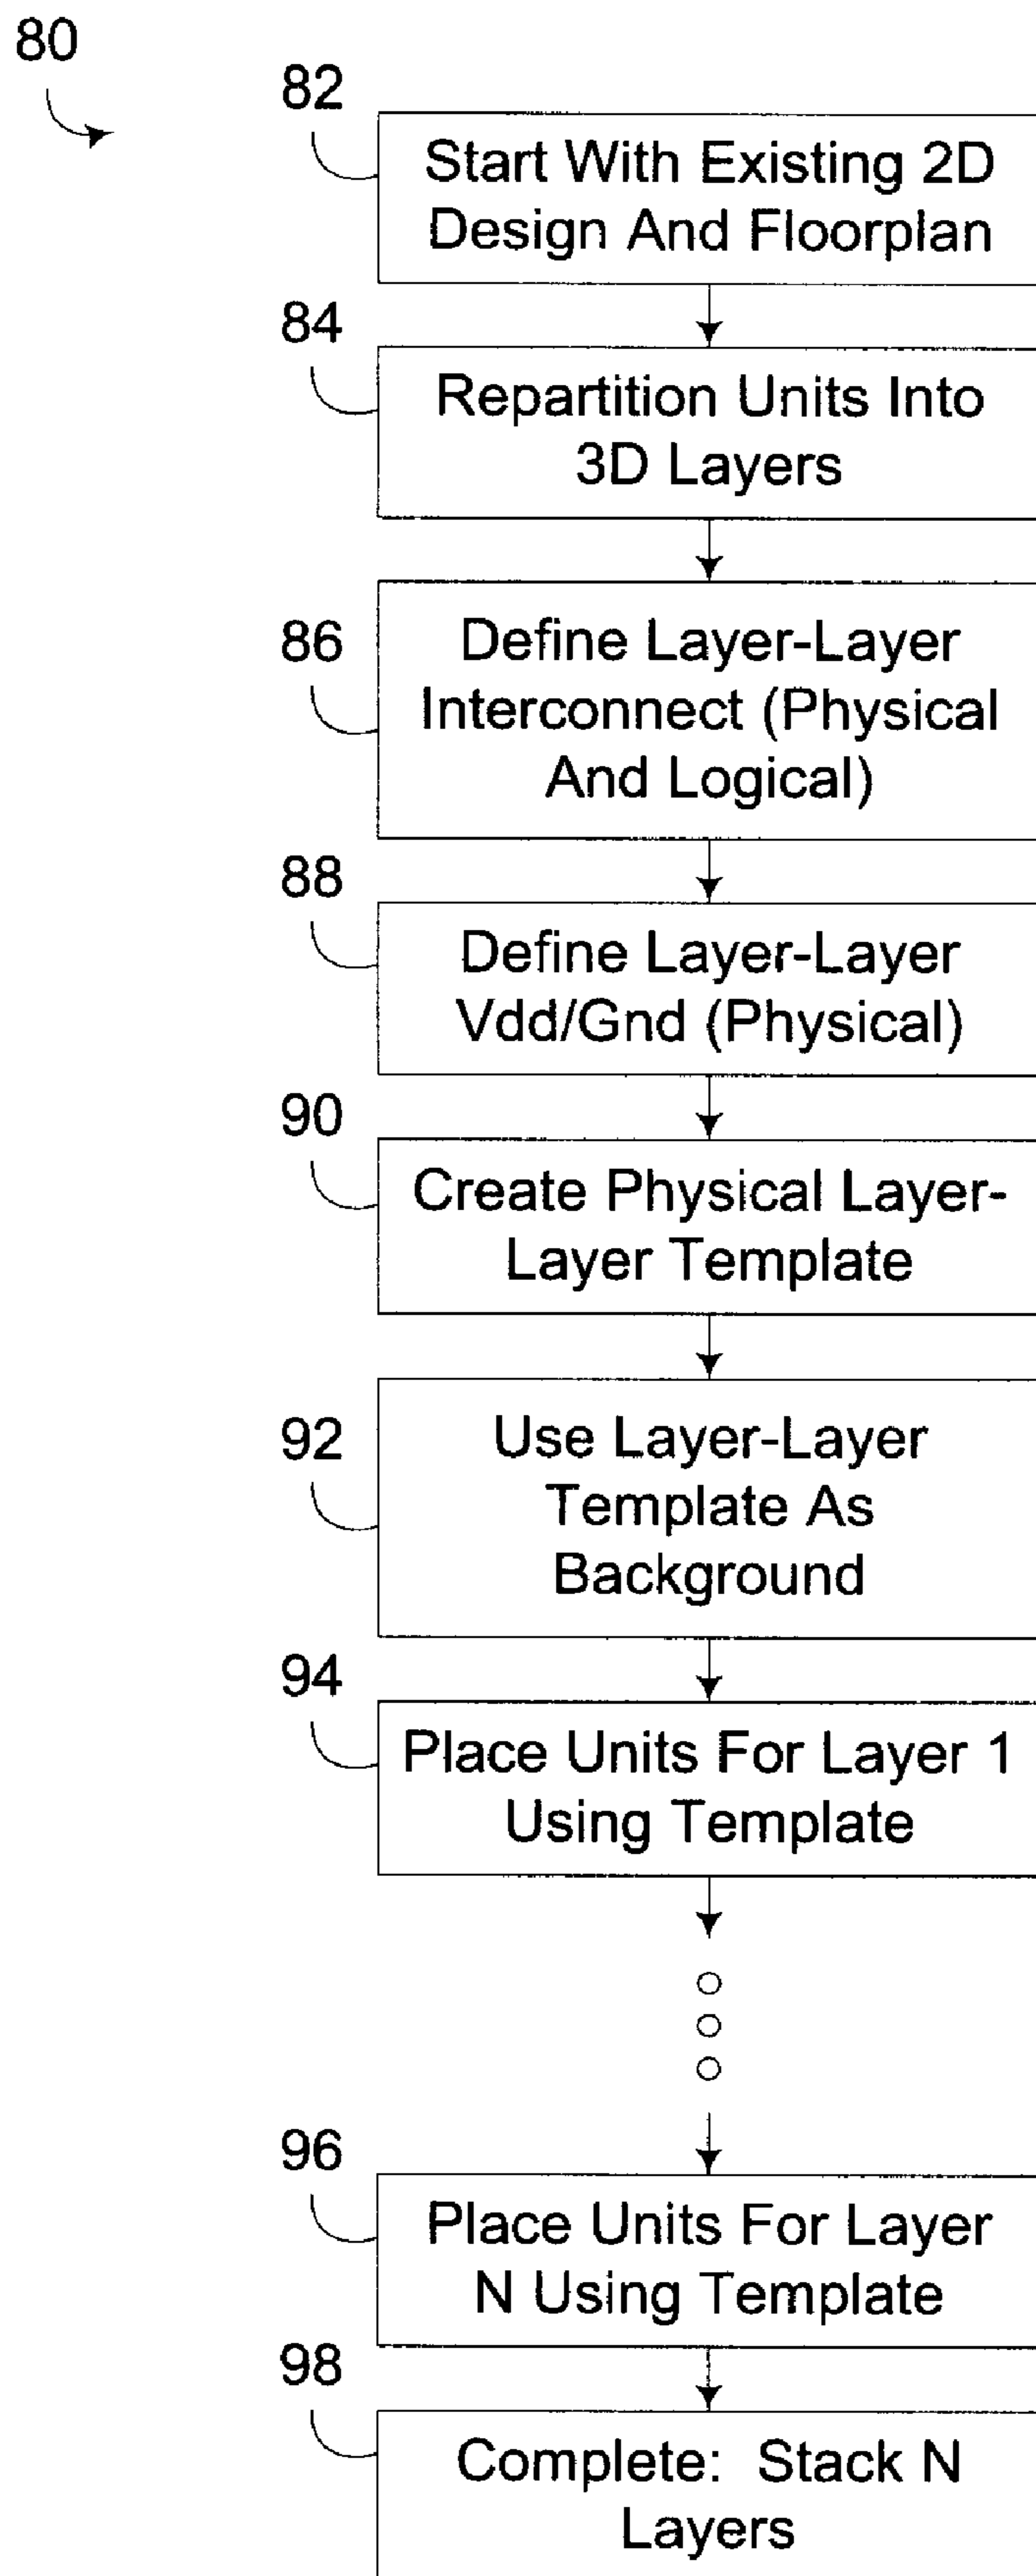 80
82
Start With Existing 2D
Design And Floorplan
84
Repartition Units Into
3D Layers
86
Define Layer-Layer
Interconnect (Physical
And Logical)
88
Define Layer-Layer
Vdd/Gnd (Physical)
90
Create Physical Layer-
Layer Template
92
Use Layer-Layer
Template As
Background
94
Place Units For Layer 1
Using Template
96
Place Units For Layer
N Using Template
98
Complete: Stack N
Layers